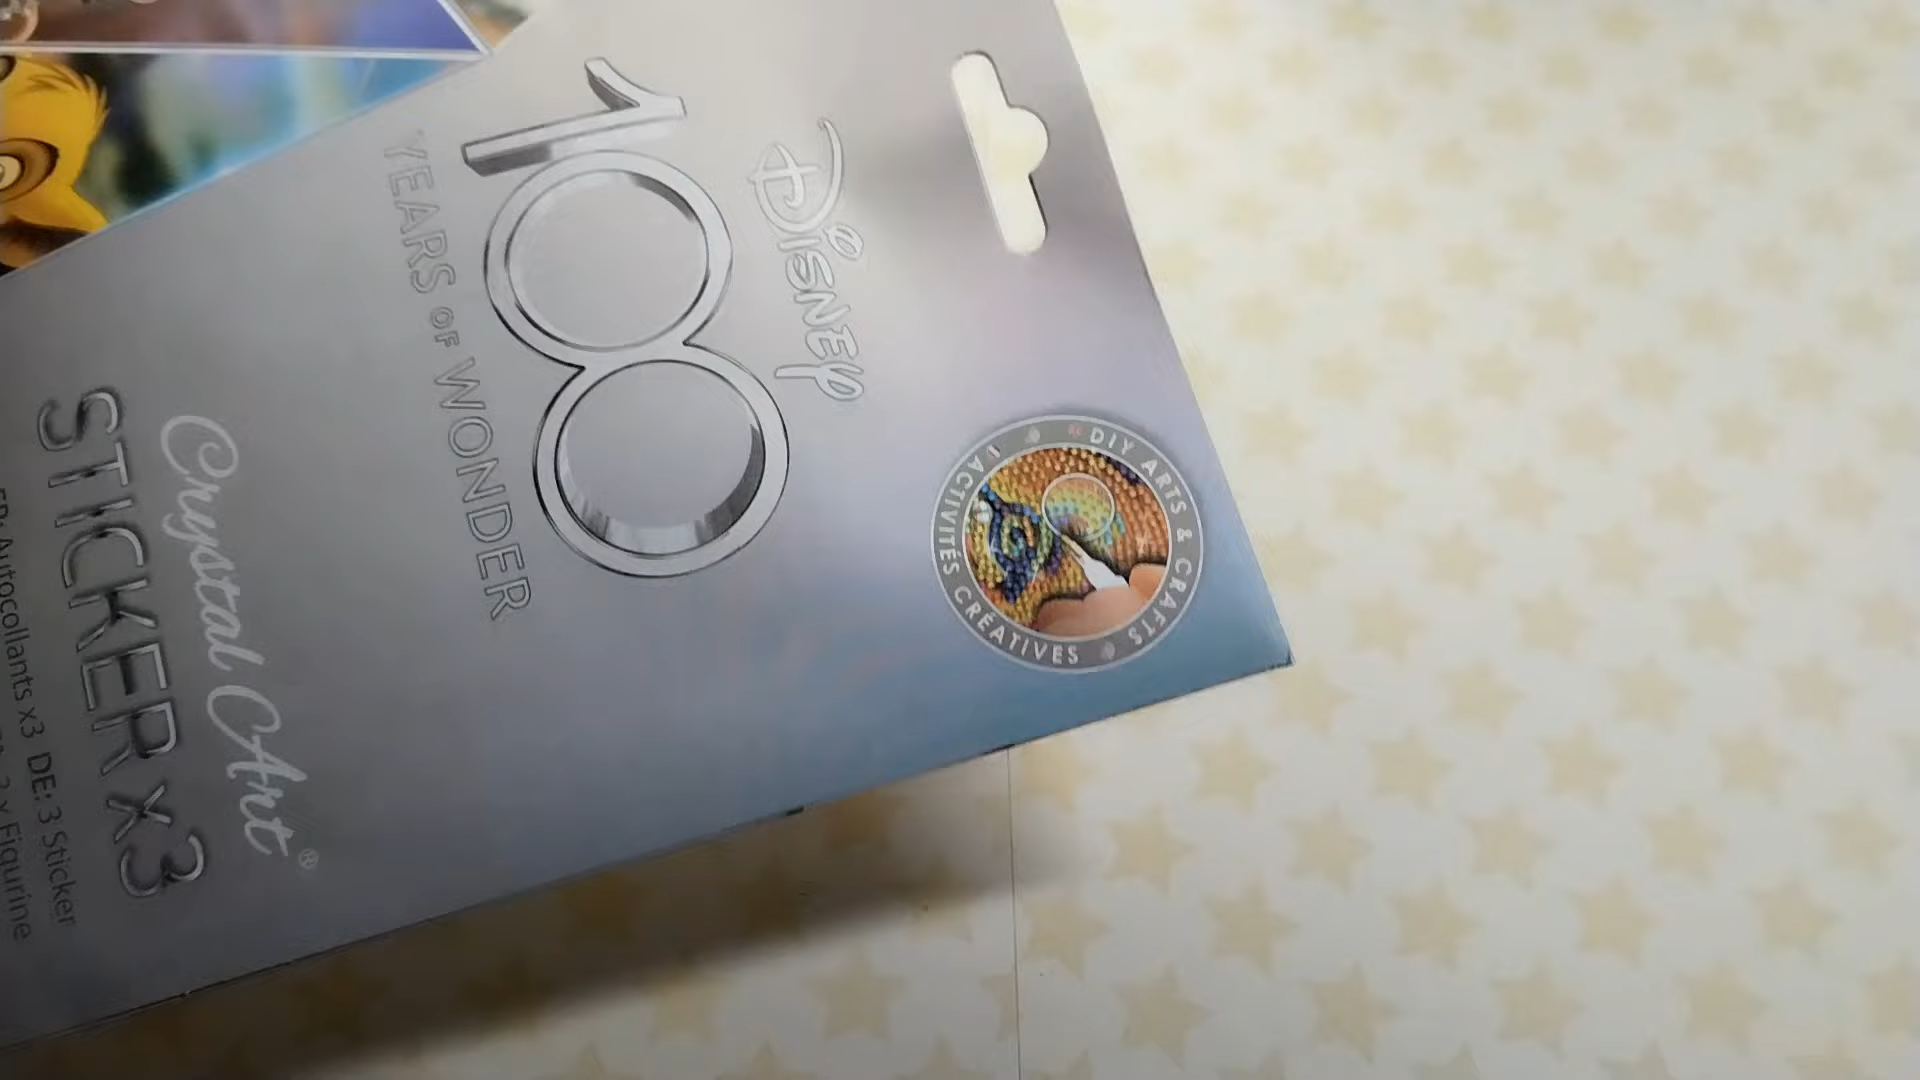 Disney
100
YEARS OF WONDER
Crystal Art®
STICKER x3
Autocollants x3 DE: 3 Sticker
x Figurine
DIY ARTS & CRAFTS
ACTIVITÉS CRÉATIVES